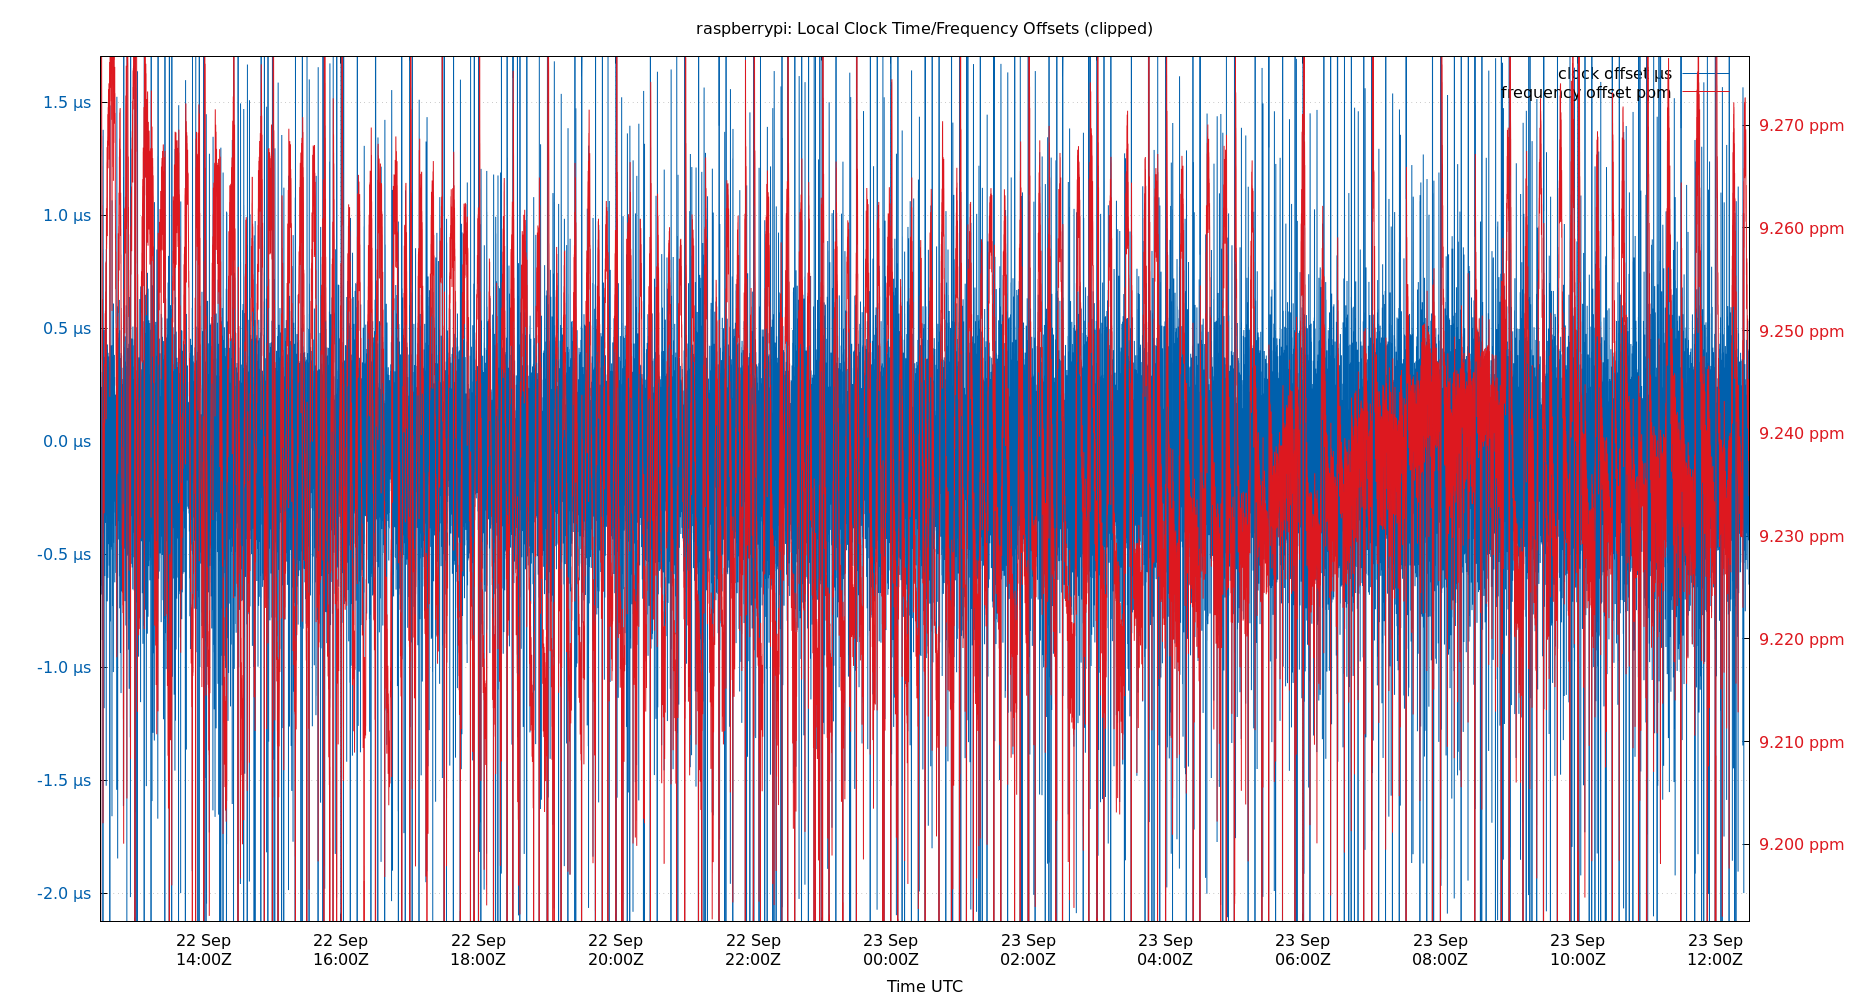 raspberrypi: Local Clock Time/Frequency Offsets (clipped)
clock offset µs
frequency offset ppm
1.5 µs
1.0 µs
0.5 µs
0.0 µs
-0.5 µs
-1.0 µs
-1.5 µs
-2.0 µs
9.270 ppm
9.260 ppm
9.250 ppm
9.240 ppm
9.230 ppm
9.220 ppm
9.210 ppm
9.200 ppm
22 Sep 22 Sep 22 Sep 22 Sep 22 Sep 23 Sep 23 Sep 23 Sep 23 Sep 23 Sep 23 Sep 23 Sep
14:00Z 16:00Z 18:00Z 20:00Z 22:00Z 00:00Z 02:00Z 04:00Z 06:00Z 08:00Z 10:00Z 12:00Z
Time UTC